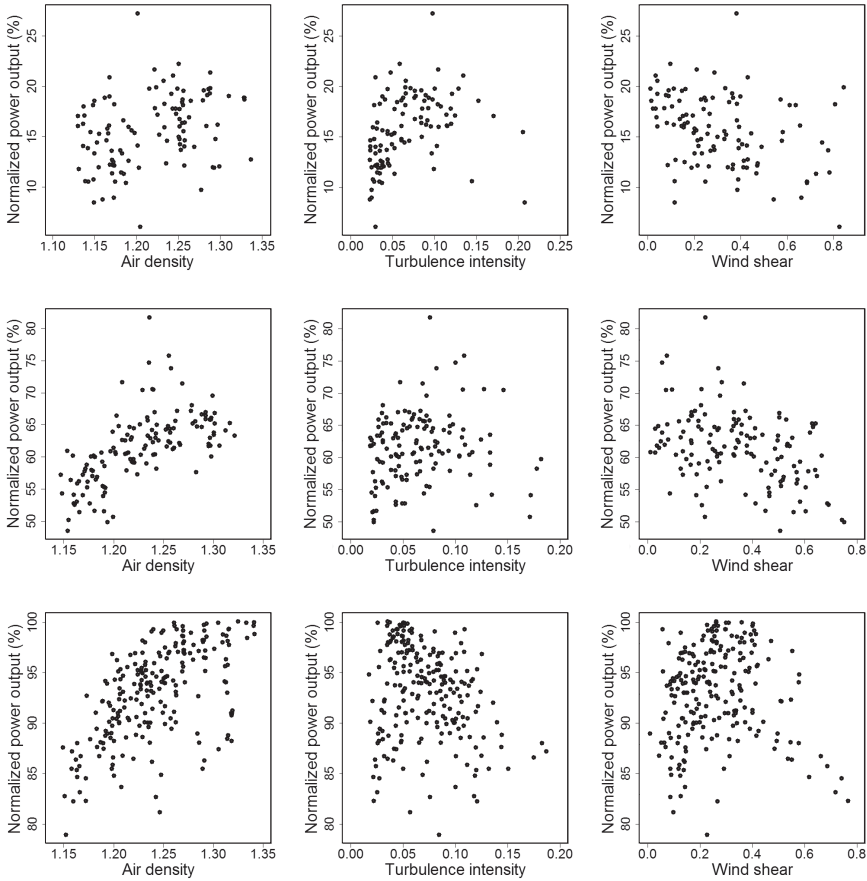 Normalized power output (%)
10 15 20 25
1.10 1.15 1.20 1.25 1.30 1.35
Air density
Normalized power output (%)
10 15 20 25
0.00 0.05 0.10 0.15 0.20 0.25
Turbulence intensity
Normalized power output (%)
10 15 20 25
0.0 0.2 0.4 0.6 0.8
Wind shear
Normalized power output (%)
50 55 60 65 70 75 80
1.15 1.20 1.25 1.30 1.35
Air density
Normalized power output (%)
50 55 60 65 70 75 80
0.00 0.05 0.10 0.15 0.20
Turbulence intensity
Normalized power output (%)
50 55 60 65 70 75 80
0.0 0.2 0.4 0.6 0.8
Wind shear
Normalized power output (%)
80 85 90 95 100
1.15 1.20 1.25 1.30 1.35
Air density
Normalized power output (%)
80 85 90 95 100
0.00 0.05 0.10 0.15 0.20
Turbulence intensity
Normalized power output (%)
80 85 90 95 100
0.0 0.2 0.4 0.6 0.8
Wind shear